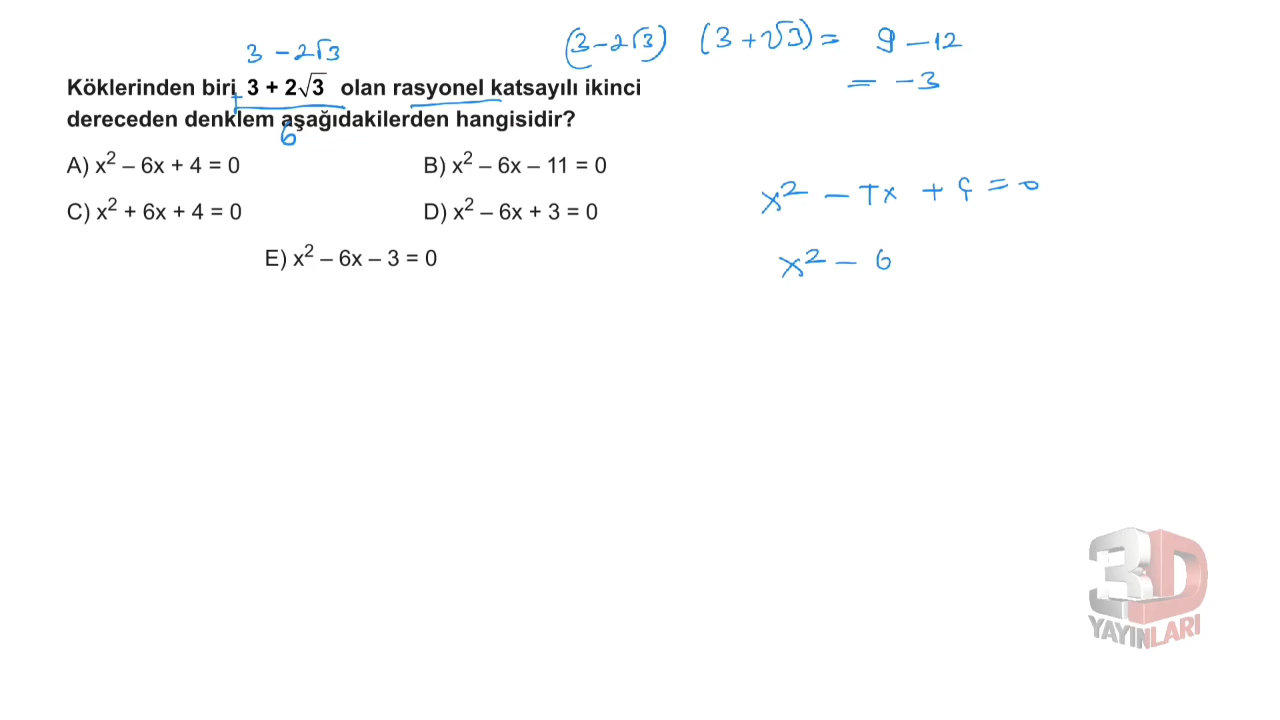 3 - 2√3
(3 - 2√3) (3 + 2√3) = 9 - 12
= -3
Köklerinden biri 3 + 2√3 olan rasyonel katsayılı ikinci
dereceden denklem aşağıdakilerden hangisidir?
6
A) x² – 6x + 4 = 0
B) x² – 6x – 11 = 0
C) x² + 6x + 4 = 0
D) x² – 6x + 3 = 0
E) x² – 6x – 3 = 0
x² - Tx + Ç = 0
x² - 6
3D
YAYINLARI